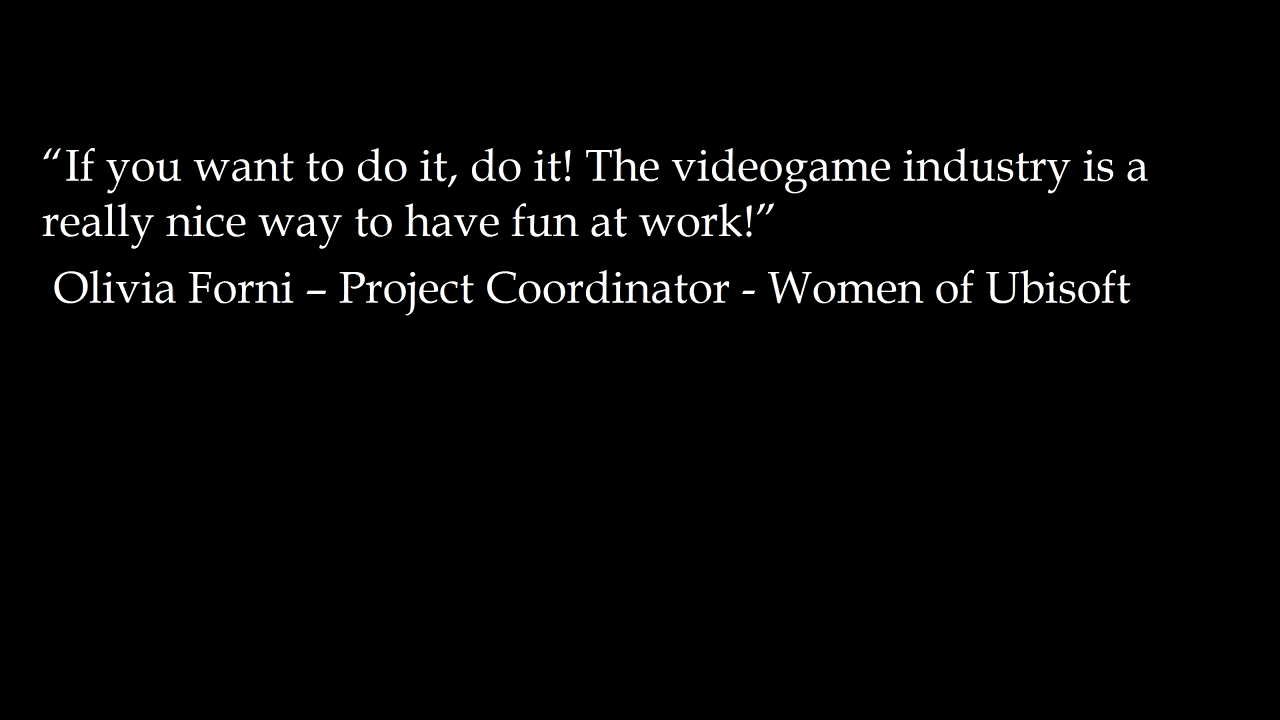 “If you want to do it, do it! The videogame industry is a
really nice way to have fun at work!”
Olivia Forni – Project Coordinator - Women of Ubisoft